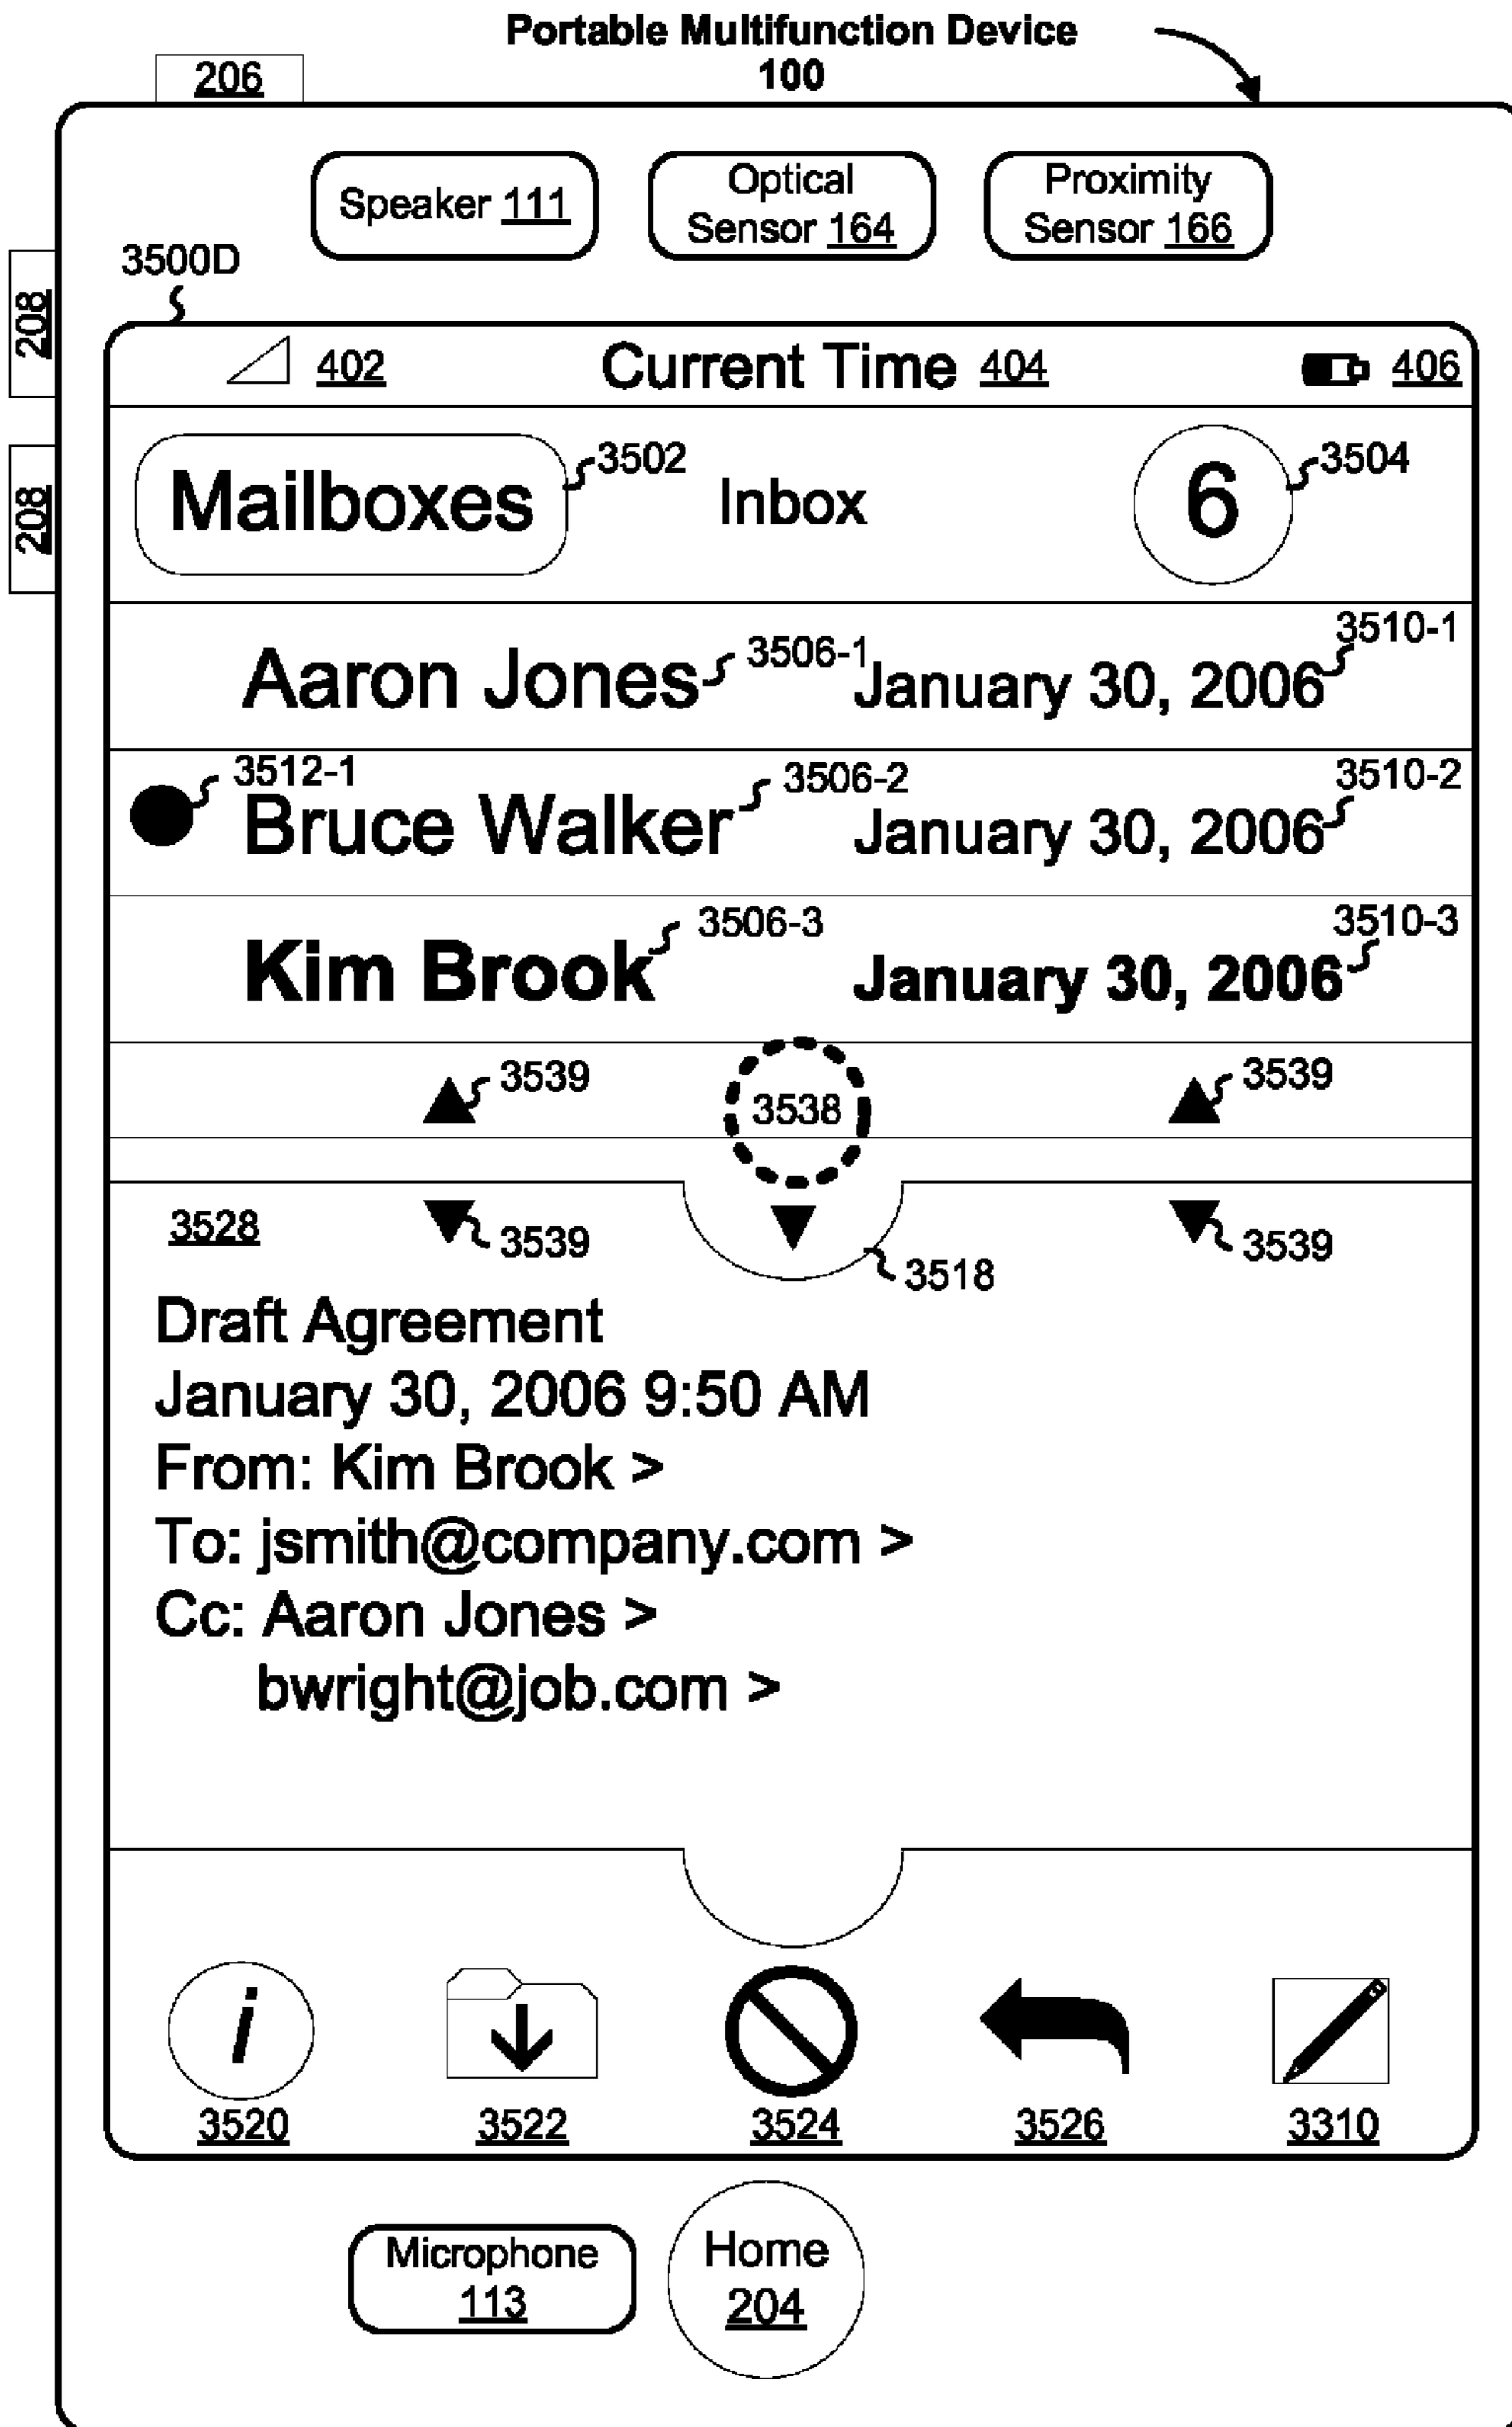 Portable Multifunction Device
100
206
Speaker 111
Optical
Sensor 164
Proximity
Sensor 166
3500D
208
208
402
Current Time 404
406
Mailboxes
3502
Inbox
6
3504
Aaron Jones
3506-1
January 30, 2006
3510-1
3512-1
Bruce Walker
3506-2
January 30, 2006
3510-2
Kim Brook
3506-3
January 30, 2006
3510-3
3539
3538
3539
3528
3539
3518
3539
Draft Agreement
January 30, 2006 9:50 AM
From: Kim Brook >
To: jsmith@company.com >
Cc: Aaron Jones >
bwright@job.com >
i
3520
3522
3524
3526
3310
Microphone
113
Home
204